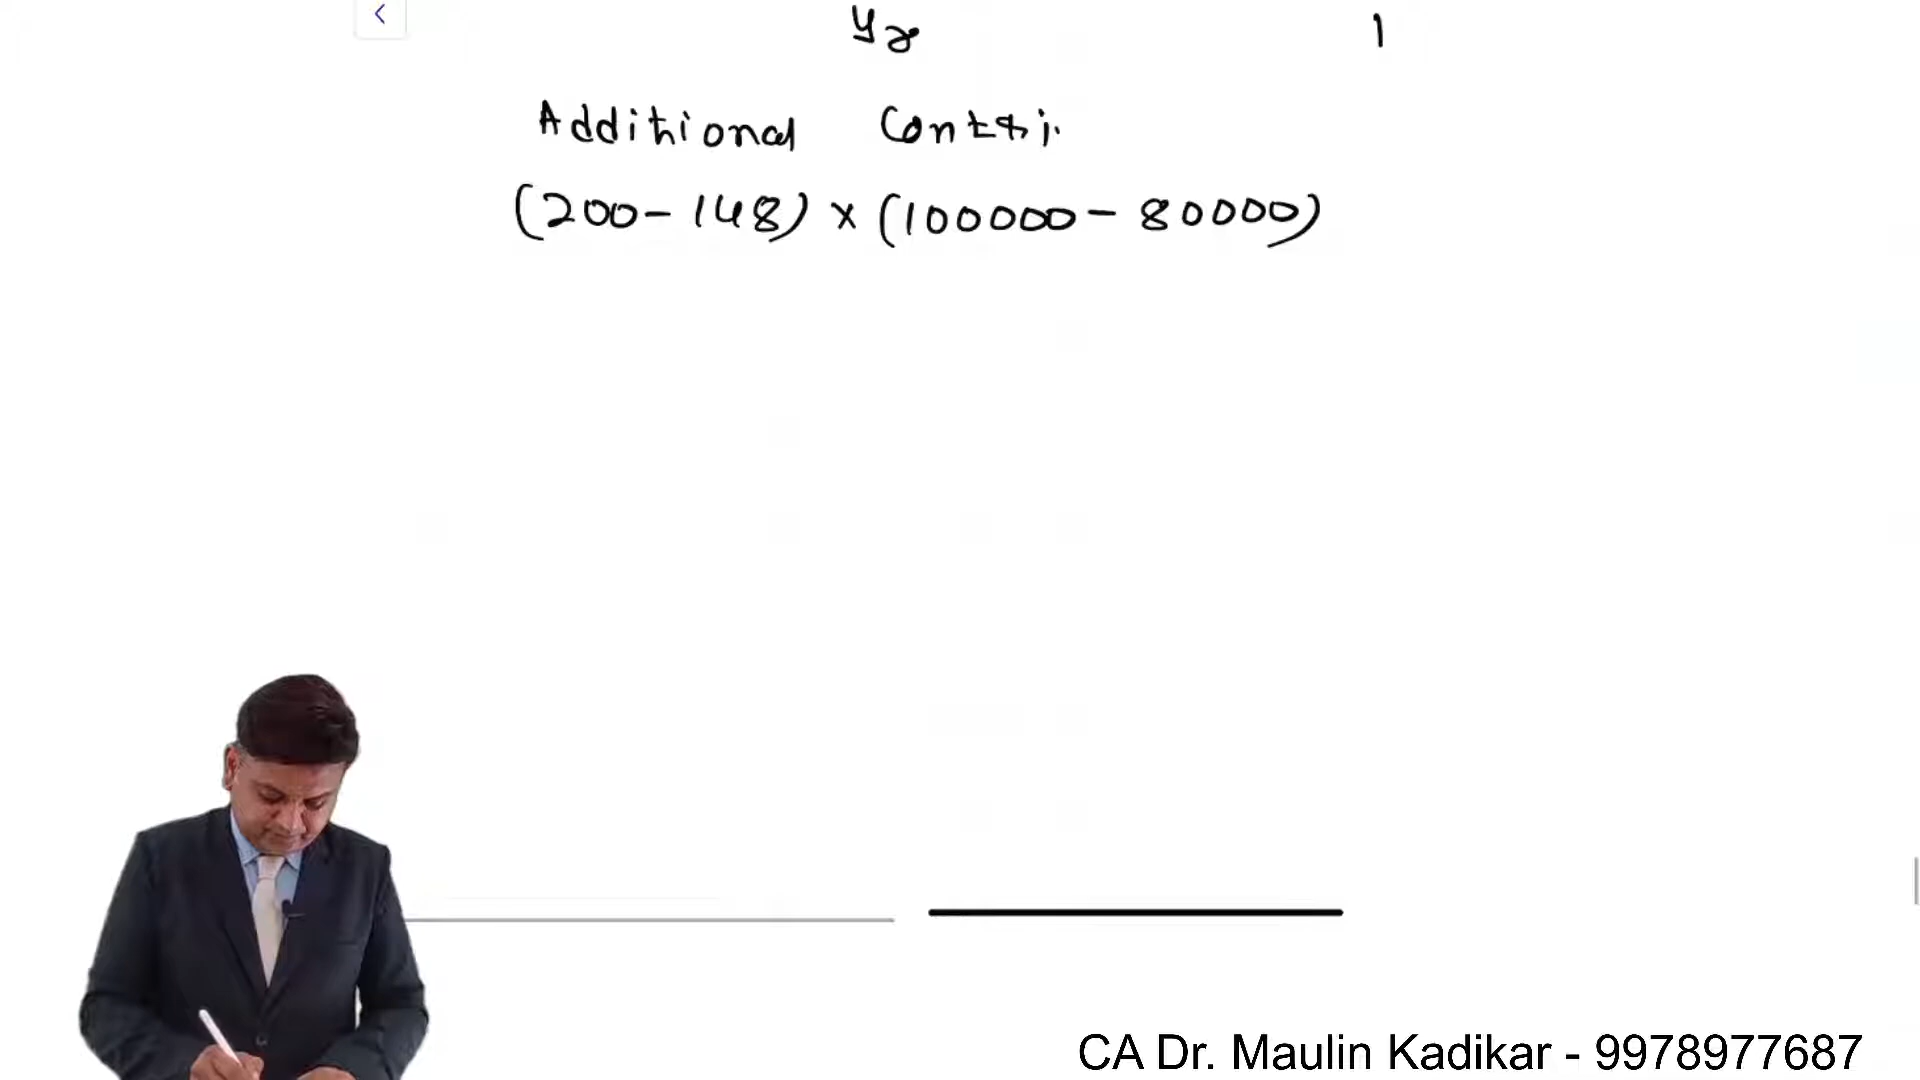 Yr 1
Additional Contri.
(200-148) × (100000 - 80000)
CA Dr. Maulin Kadikar - 9978977687